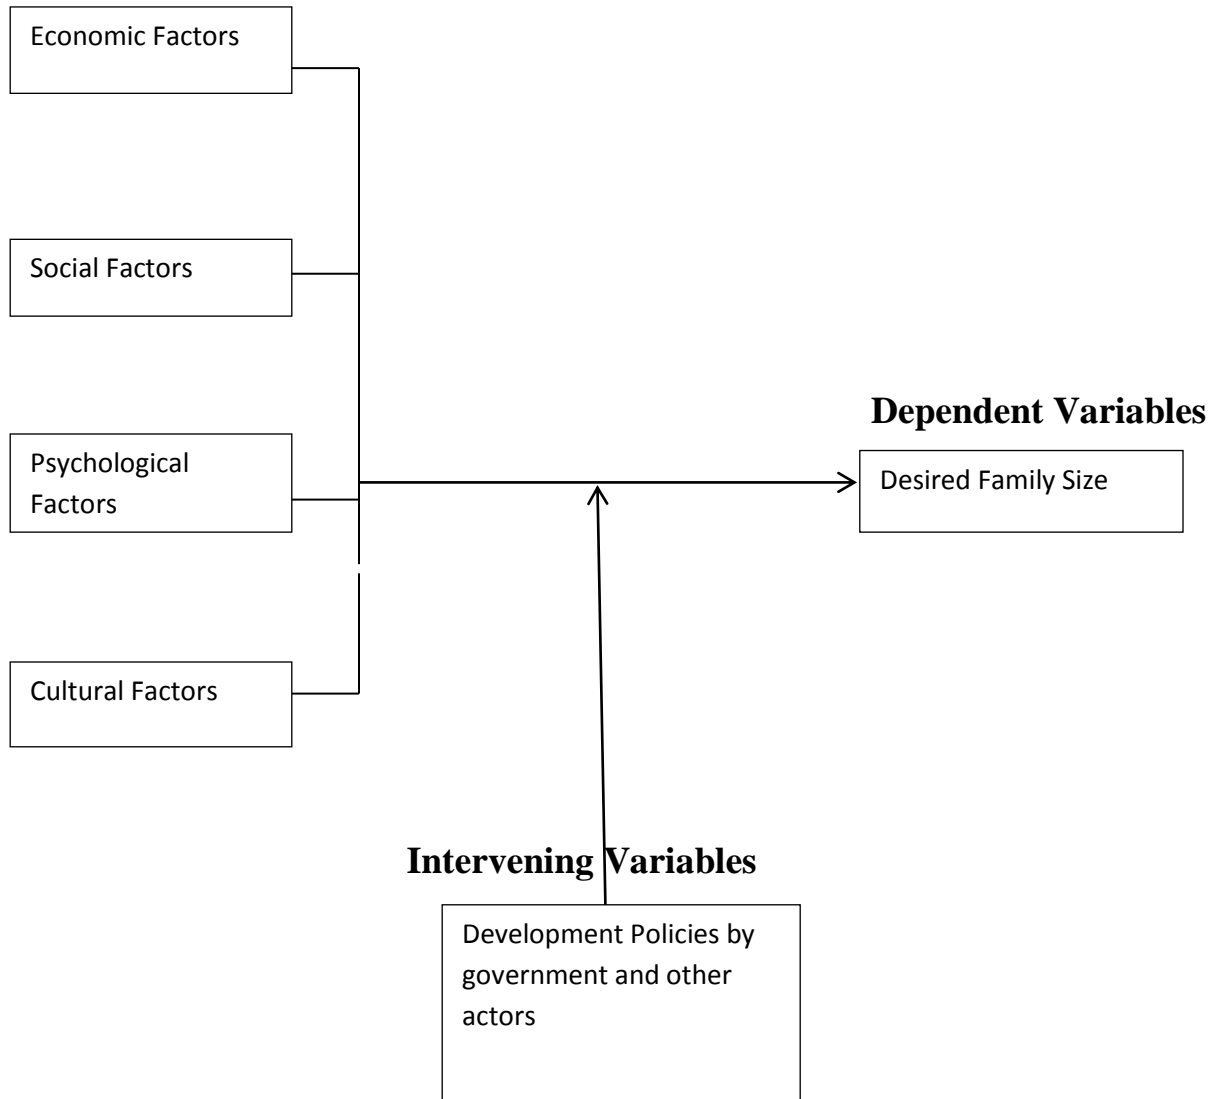 Economic Factors
Social Factors
Psychological
Factors
Cultural Factors
Dependent Variables
Desired Family Size
Intervening Variables
Development Policies by
government and other
actors